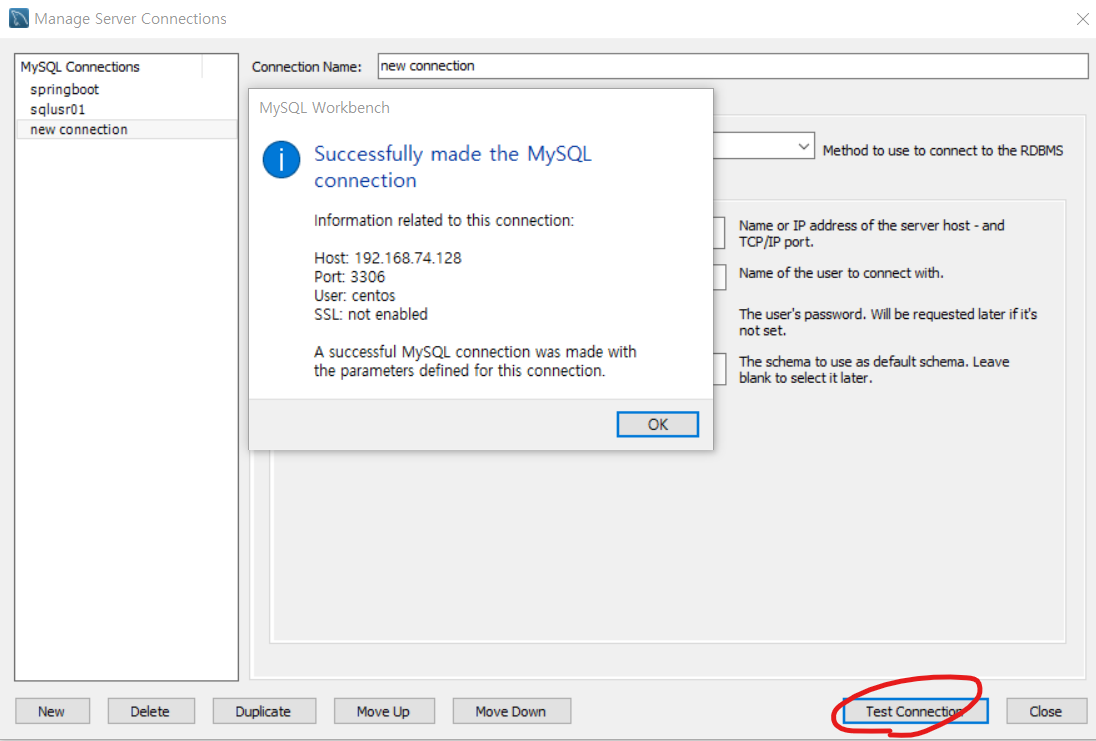 Manage Server Connections
MySQL Connections
springboot
sqlusr01
new connection
Connection Name:
new connection
Method to use to connect to the RDBMS
Name or IP address of the server host - and
TCP/IP port.
Name of the user to connect with.
The user's password. Will be requested later if it's
not set.
The schema to use as default schema. Leave
blank to select it later.
MySQL Workbench
Successfully made the MySQL
connection
Information related to this connection:
Host: 192.168.74.128
Port: 3306
User: centos
SSL: not enabled
A successful MySQL connection was made with
the parameters defined for this connection.
OK
New
Delete
Duplicate
Move Up
Move Down
Test Connection
Close